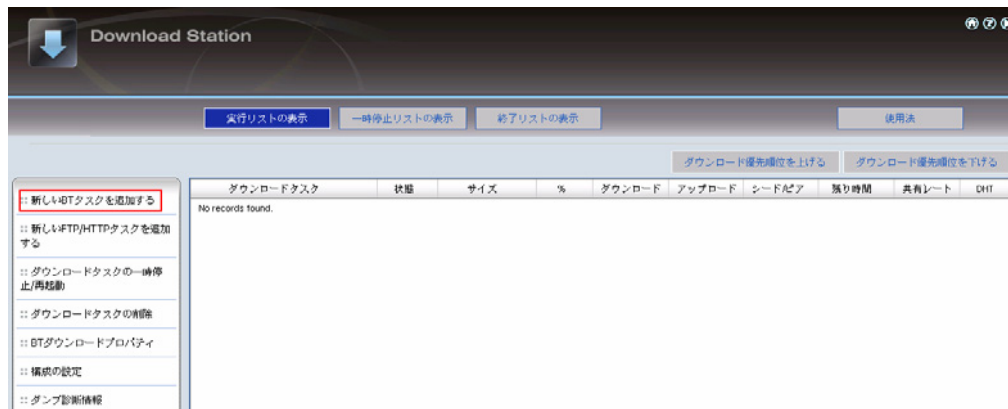 Download Station
実行リストの表示
一時停止リストの表示
終了リストの表示
使用法
ダウンロード優先順位を上げる
ダウンロード優先順位を下げる
:: 新しいBTタスクを追加する
:: 新しいFTP/HTTPタスクを追加
する
:: ダウンロードタスクの一時停
止/再起動
:: ダウンロードタスクの削除
:: BTダウンロードプロパティ
:: 構成の設定
:: ダンプ診断情報
ダウンロードタスク 状態 サイズ % ダウンロード アップロード シード/ピア 残り時間 共有レート DHT
No records found.